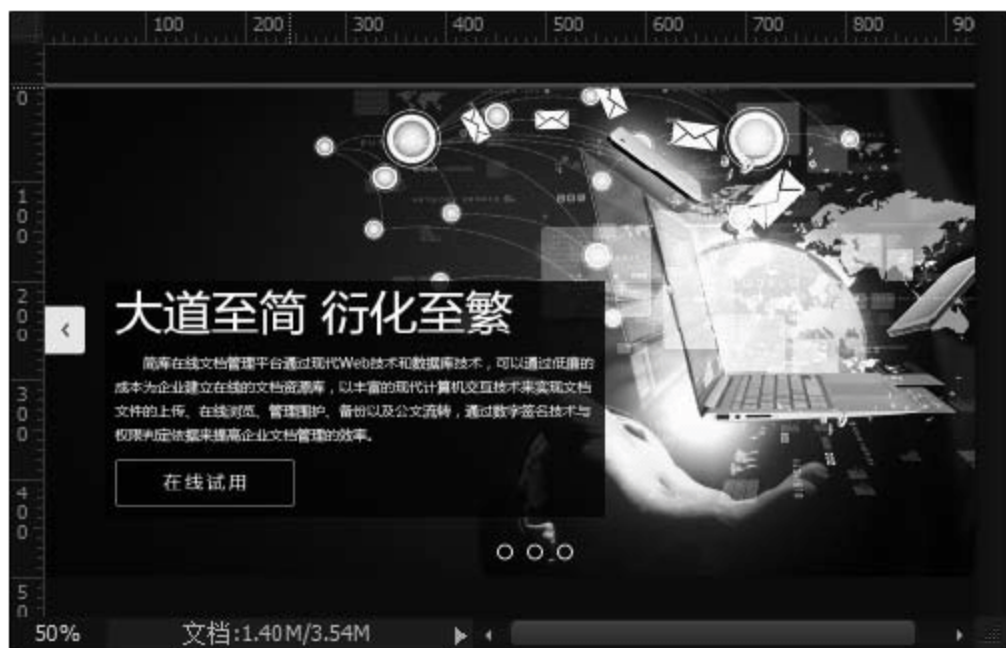 100 200 300 400 500 600 700 800 90
0
100
200
300
400
50
大道至简 衍化至繁
简库在线文档管理平台通过现代Web技术和数据库技术，可以通过低廉的
成本为企业建立在线的文档资源库，以丰富的现代计算机交互技术来实现文档
文件的上传、在线浏览、管理围护、备份以及公文流转，通过数字签名技术与
权限判定依据来提高企业文档管理的效率。
在线试用
50% 文档:1.40M/3.54M